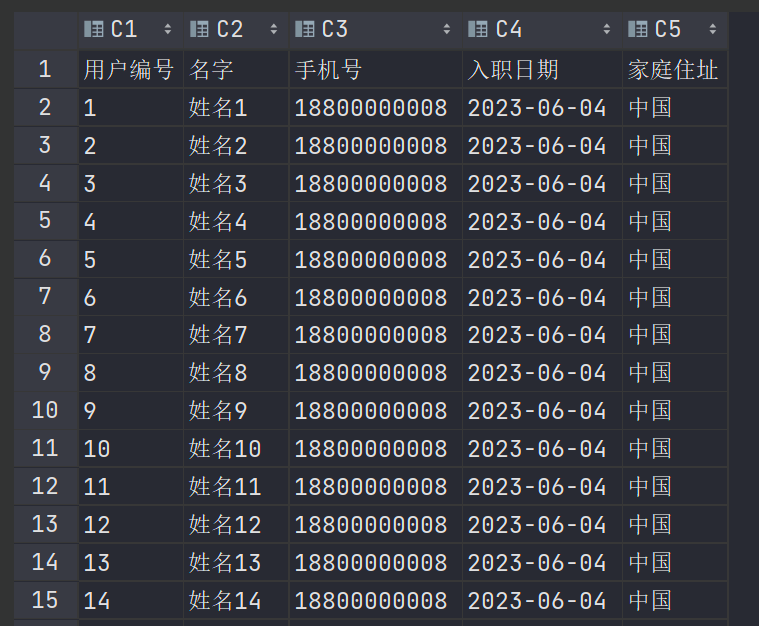 C1 C2 C3 C4 C5
1 用户编号 名字 手机号 入职日期 家庭住址
2 1 姓名1 18800000008 2023-06-04 中国
3 2 姓名2 18800000008 2023-06-04 中国
4 3 姓名3 18800000008 2023-06-04 中国
5 4 姓名4 18800000008 2023-06-04 中国
6 5 姓名5 18800000008 2023-06-04 中国
7 6 姓名6 18800000008 2023-06-04 中国
8 7 姓名7 18800000008 2023-06-04 中国
9 8 姓名8 18800000008 2023-06-04 中国
10 9 姓名9 18800000008 2023-06-04 中国
11 10 姓名10 18800000008 2023-06-04 中国
12 11 姓名11 18800000008 2023-06-04 中国
13 12 姓名12 18800000008 2023-06-04 中国
14 13 姓名13 18800000008 2023-06-04 中国
15 14 姓名14 18800000008 2023-06-04 中国